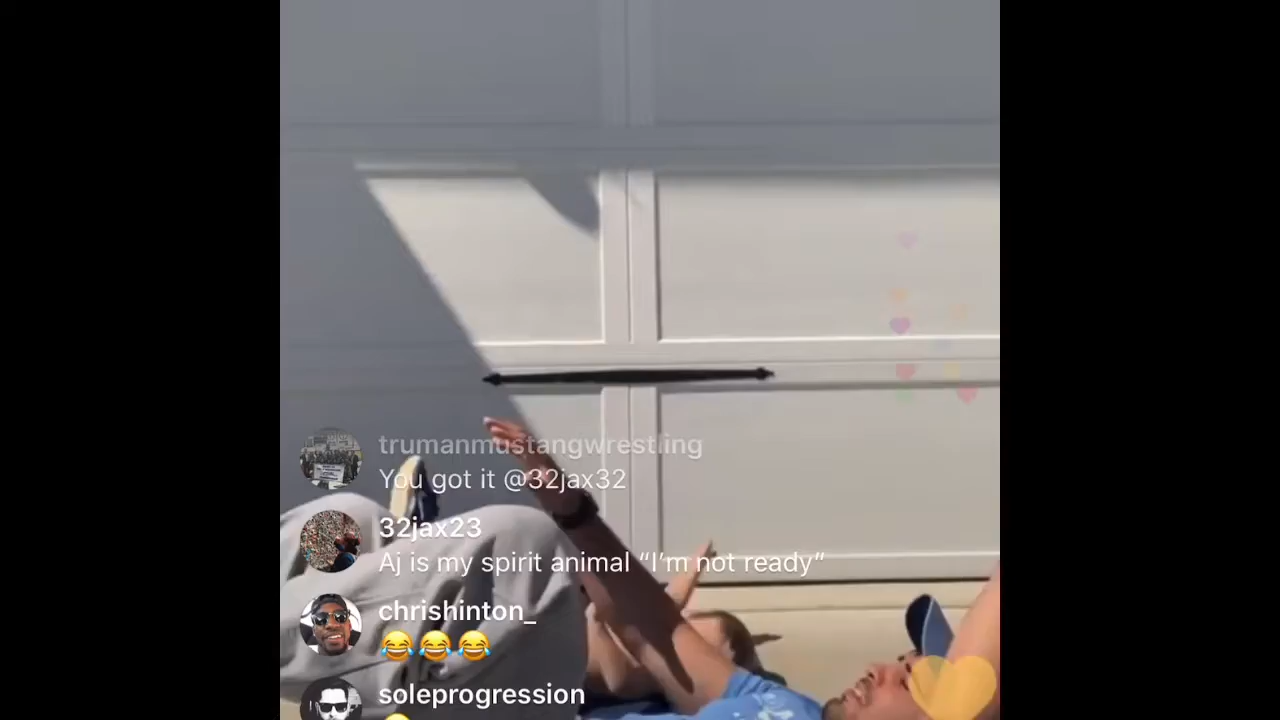 trumanmustangwrestling
You got it @32jax32
32jax23
Aj is my spirit animal “I’m not ready”
chrishinton_
😂😂😂
soleprogression